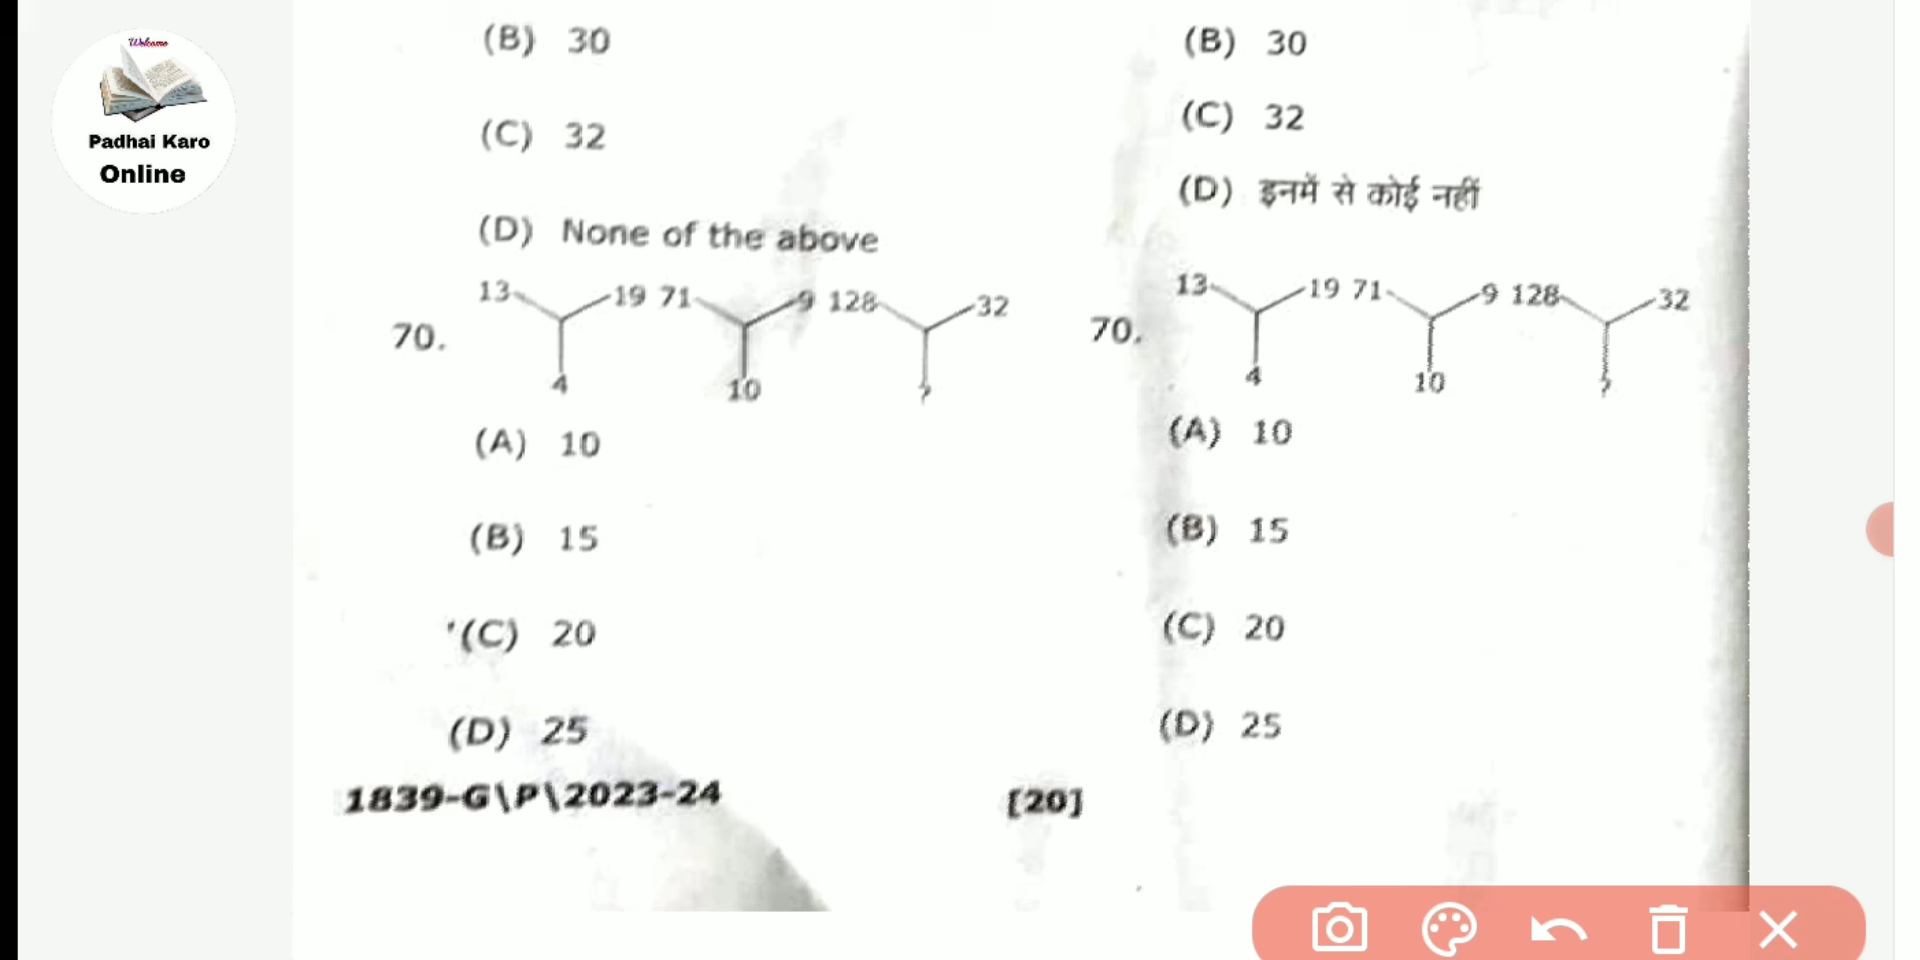 Welcome
Padhai Karo
Online
(B) 30
(C) 32
(D) None of the above
70.
13 19 71 9 128 32
4 10 ?
(A) 10
(B) 15
(C) 20
(D) 25
1839-G\P\2023-24
(B) 30
(C) 32
(D) इनमें से कोई नहीं
70.
13 19 71 9 128 32
4 10 ?
(A) 10
(B) 15
(C) 20
(D) 25
[20]